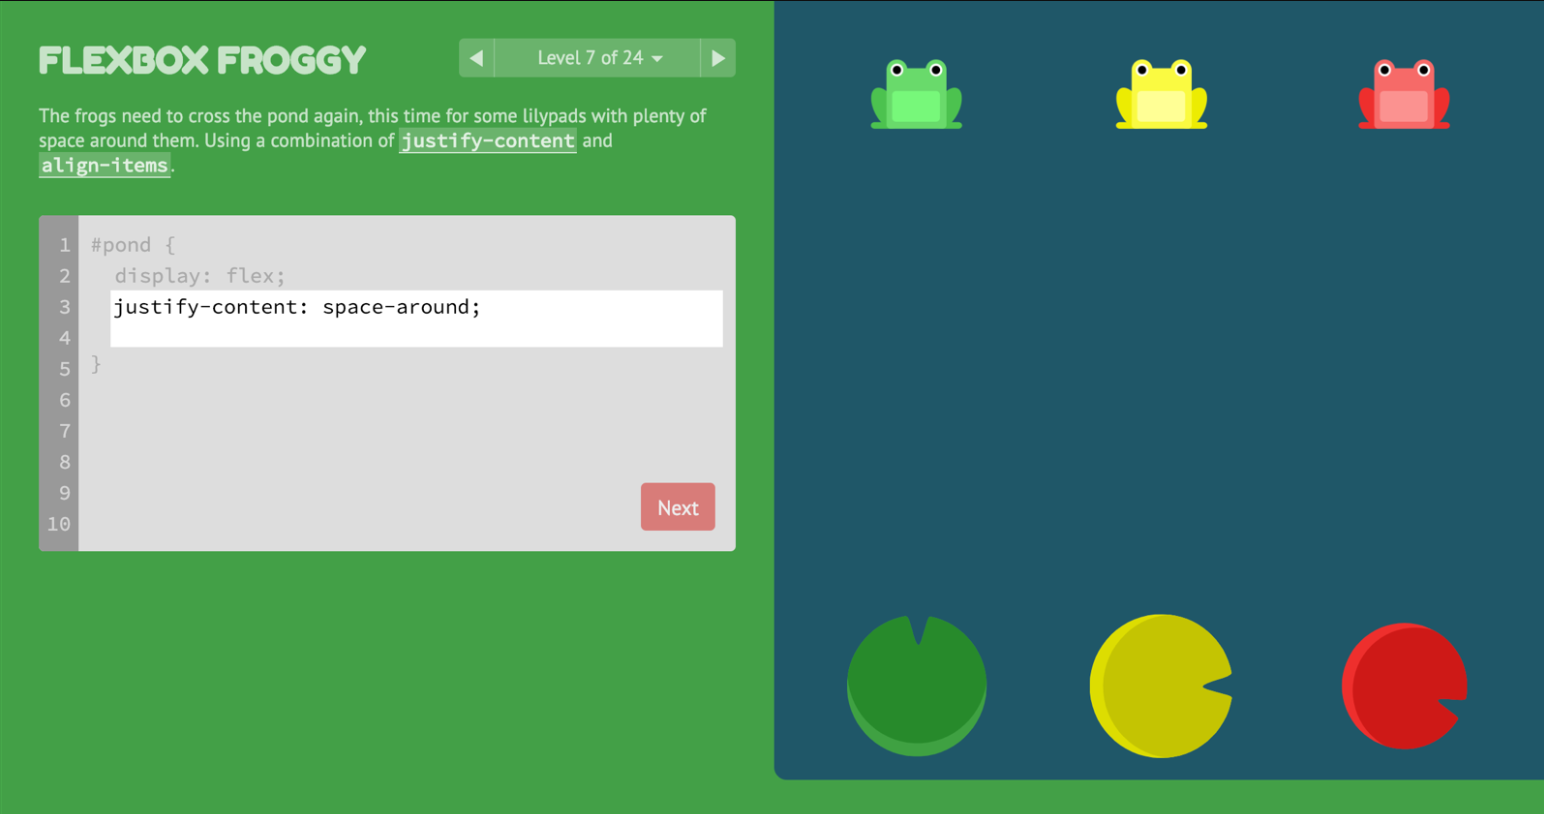 FLEXBOX FROGGY
Level 7 of 24
The frogs need to cross the pond again, this time for some lilypads with plenty of
space around them. Using a combination of justify-content and
align-items.
1 #pond {
2 display: flex;
3 justify-content: space-around;
4
5 }
6
7
8
9
10
Next